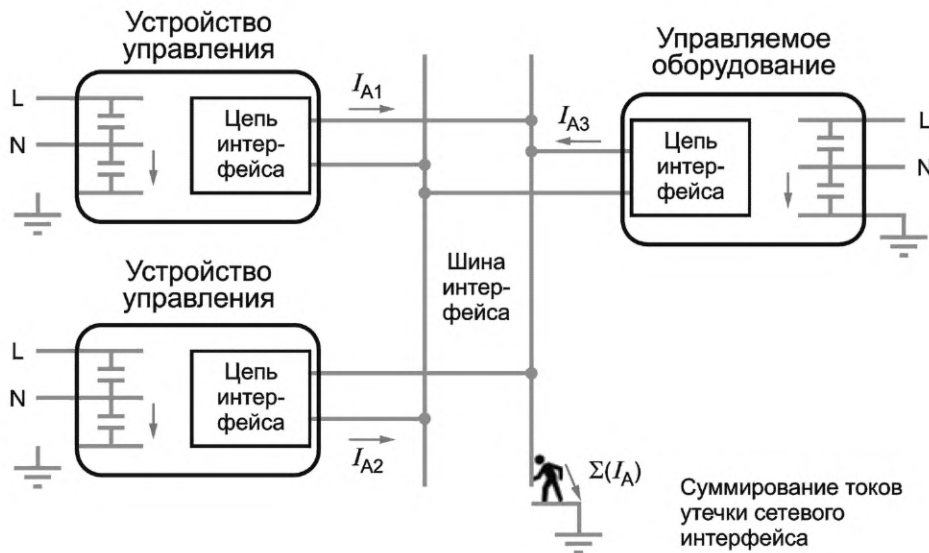 Устройство
управления
L
N
Цепь
интер-
фейса
I_A1
Управляемое
оборудование
I_A3
Цепь
интер-
фейса
L
N
Шина
интер-
фейса
Устройство
управления
L
N
Цепь
интер-
фейса
I_A2
Σ(I_A)
Суммирование токов
утечки сетевого
интерфейса